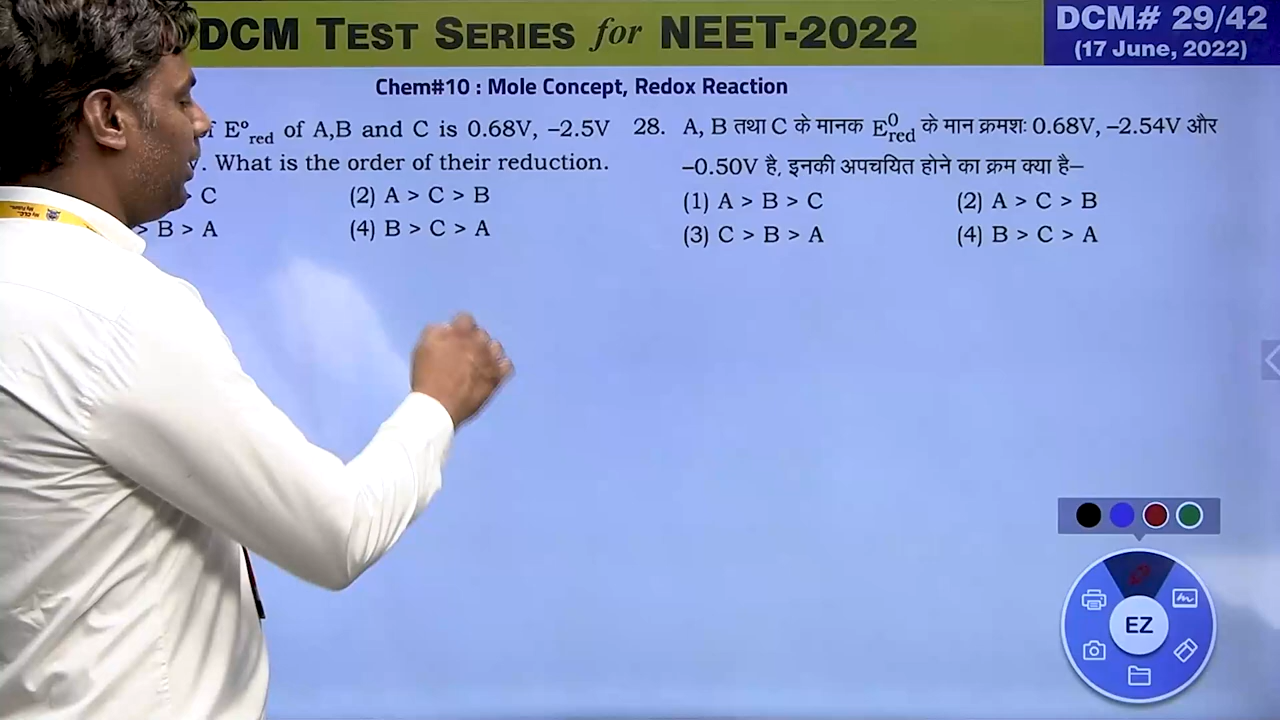 DCM TEST SERIES for NEET-2022
DCM# 29/42
(17 June, 2022)
Chem#10 : Mole Concept, Redox Reaction
E°red of A,B and C is 0.68V, –2.5V
. What is the order of their reduction.
C
(2) A > C > B
> B > A
(4) B > C > A
28. A, B तथा C के मानक E0red के मान क्रमशः 0.68V, –2.54V और
–0.50V है, इनकी अपचयित होने का क्रम क्या है–
(1) A > B > C
(2) A > C > B
(3) C > B > A
(4) B > C > A
EZ